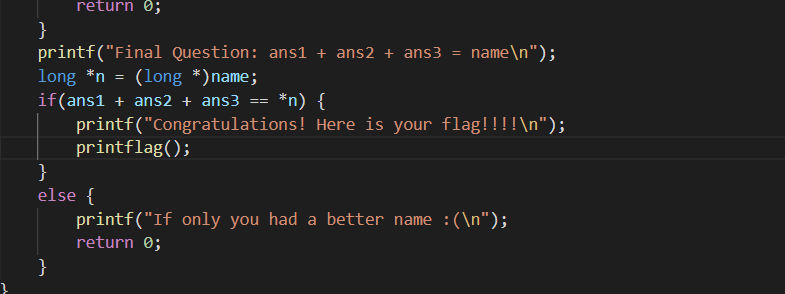 return 0;
}
printf("Final Question: ans1 + ans2 + ans3 = name\n");
long *n = (long *)name;
if(ans1 + ans2 + ans3 == *n) {
printf("Congratulations! Here is your flag!!!!\n");
printflag();
}
else {
printf("If only you had a better name :(\n");
return 0;
}
}